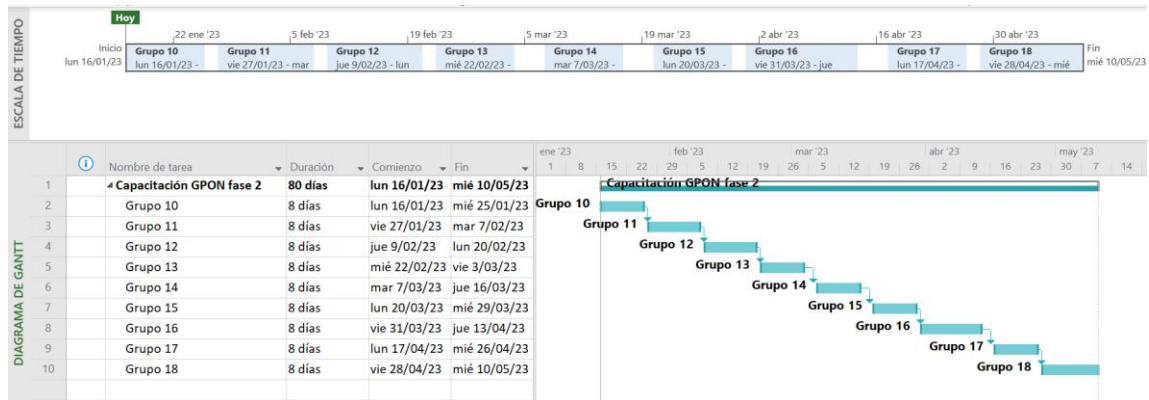 ESCALA DE TIEMPO
Hoy
22 ene '23 5 feb '23 19 feb '23 5 mar '23 19 mar '23 2 abr '23 16 abr '23 30 abr '23
Inicio
lun 16/01/23
Grupo 10 Grupo 11 Grupo 12 Grupo 13 Grupo 14 Grupo 15 Grupo 16 Grupo 17 Grupo 18
lun 16/01/23 - vie 27/01/23 - mar jue 9/02/23 - lun mié 22/02/23 - mar 7/03/23 - lun 20/03/23 - vie 31/03/23 - jue lun 17/04/23 - vie 28/04/23 - mié
Fin
mié 10/05/23
DIAGRAMA DE GANTT
Nombre de tarea Duración Comienzo Fin
1 Capacitación GPON fase 2 80 días lun 16/01/23 mié 10/05/23
2 Grupo 10 8 días lun 16/01/23 mié 25/01/23
3 Grupo 11 8 días vie 27/01/23 mar 7/02/23
4 Grupo 12 8 días jue 9/02/23 lun 20/02/23
5 Grupo 13 8 días mié 22/02/23 vie 3/03/23
6 Grupo 14 8 días mar 7/03/23 jue 16/03/23
7 Grupo 15 8 días lun 20/03/23 mié 29/03/23
8 Grupo 16 8 días vie 31/03/23 jue 13/04/23
9 Grupo 17 8 días lun 17/04/23 mié 26/04/23
10 Grupo 18 8 días vie 28/04/23 mié 10/05/23
ene '23 feb '23 mar '23 abr '23 may '23
1 8 15 22 29 5 12 19 26 5 12 19 26 2 9 16 23 30 7 14
Capacitación GPON fase 2
Grupo 10
Grupo 11
Grupo 12
Grupo 13
Grupo 14
Grupo 15
Grupo 16
Grupo 17
Grupo 18